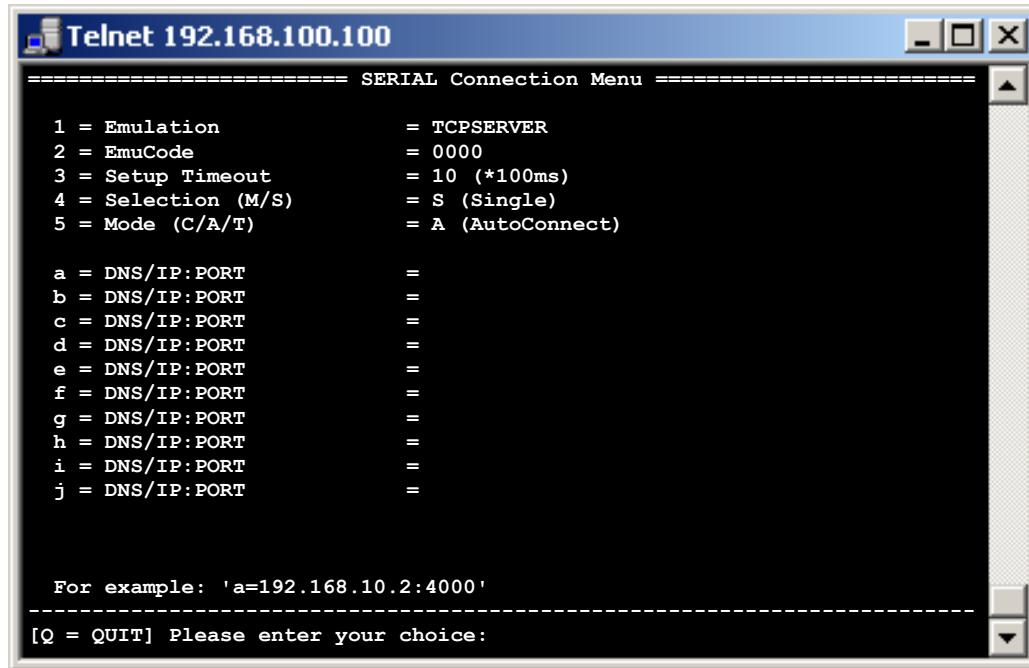 Telnet 192.168.100.100
========================= SERIAL Connection Menu =========================
1 = Emulation = TCPSERVER
2 = EmuCode = 0000
3 = Setup Timeout = 10 (*100ms)
4 = Selection (M/S) = S (Single)
5 = Mode (C/A/T) = A (AutoConnect)
a = DNS/IP:PORT =
b = DNS/IP:PORT =
c = DNS/IP:PORT =
d = DNS/IP:PORT =
e = DNS/IP:PORT =
f = DNS/IP:PORT =
g = DNS/IP:PORT =
h = DNS/IP:PORT =
i = DNS/IP:PORT =
j = DNS/IP:PORT =
For example: 'a=192.168.10.2:4000'
--------------------------------------------------------------------------
[Q = QUIT] Please enter your choice: